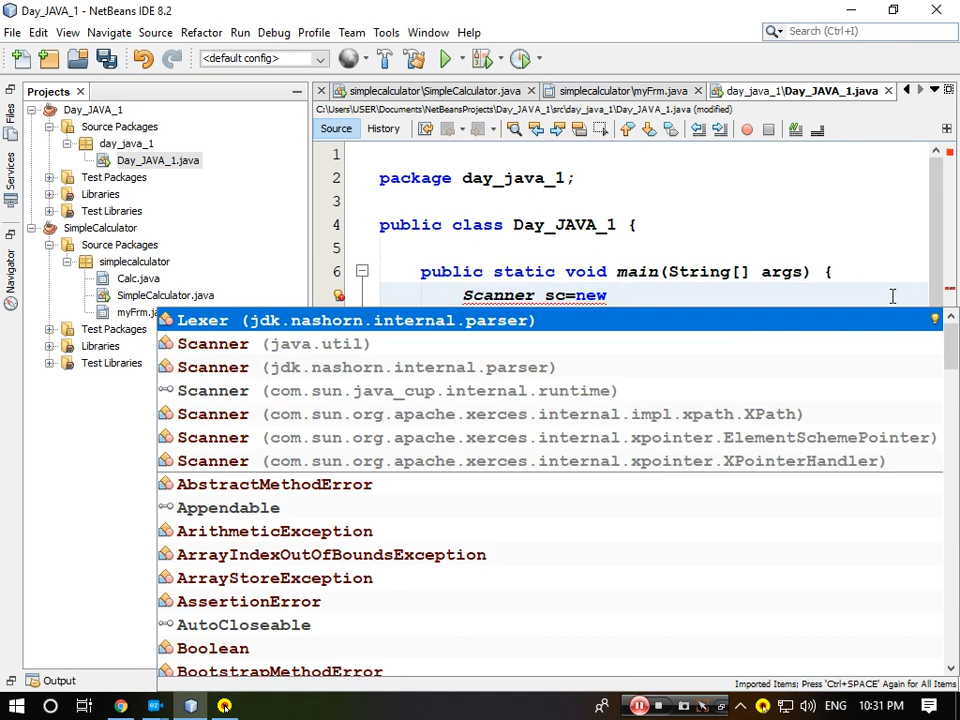 Day_JAVA_1 - NetBeans IDE 8.2
File Edit View Navigate Source Refactor Run Debug Profile Team Tools Window Help
Search (Ctrl+I)
<default config>
Projects
simplecalculator\SimpleCalculator.java
simplecalculator\myFrm.java
day_java_1\Day_JAVA_1.java
C:\Users\USER\Documents\NetBeansProjects\Day_JAVA_1\src\day_java_1\Day_JAVA_1.java (modified)
Source History
Files
Services
Navigator
Day_JAVA_1
Source Packages
day_java_1
Day_JAVA_1.java
Test Packages
Libraries
Test Libraries
SimpleCalculator
Source Packages
simplecalculator
Calc.java
SimpleCalculator.java
myFrm.ja
Test Packages
Libraries
Test Libraries
1
2 package day_java_1;
3
4 public class Day_JAVA_1 {
5
6 public static void main(String[] args) {
Scanner sc=new
Lexer (jdk.nashorn.internal.parser)
Scanner (java.util)
Scanner (jdk.nashorn.internal.parser)
Scanner (com.sun.java_cup.internal.runtime)
Scanner (com.sun.org.apache.xerces.internal.impl.xpath.XPath)
Scanner (com.sun.org.apache.xerces.internal.xpointer.ElementSchemePointer)
Scanner (com.sun.org.apache.xerces.internal.xpointer.XPointerHandler)
AbstractMethodError
Appendable
ArithmeticException
ArrayIndexOutOfBoundsException
ArrayStoreException
AssertionError
AutoCloseable
Boolean
BootstrapMethodError
Imported Items; Press 'Ctrl+SPACE' Again for All Items
Output
ENG 10:31 PM